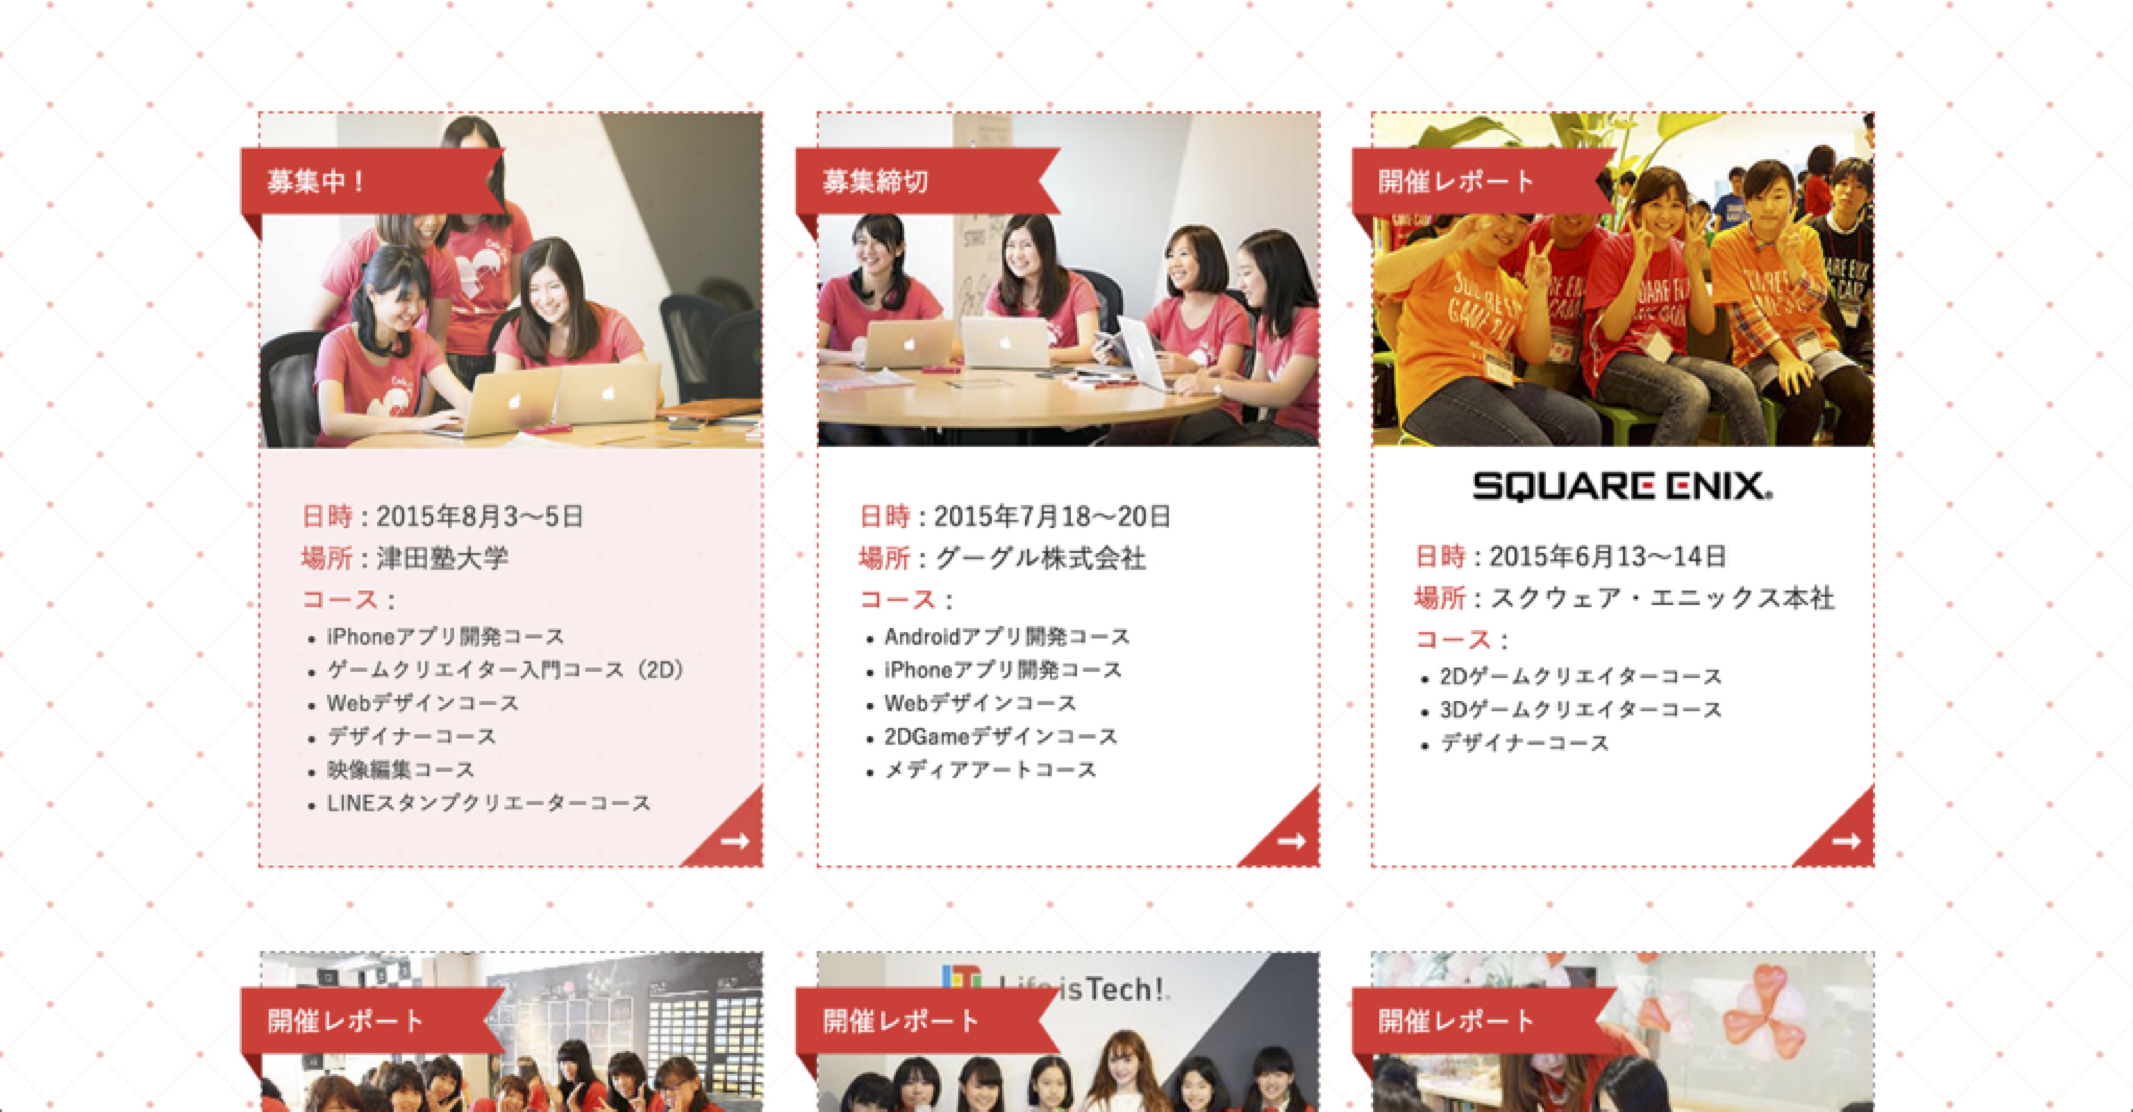 募集中！
日時：2015年8月3〜5日
場所：津田塾大学
コース：
• iPhoneアプリ開発コース
• ゲームクリエイター入門コース（2D）
• Webデザインコース
• デザイナーコース
• 映像編集コース
• LINEスタンプクリエーターコース
募集締切
日時：2015年7月18〜20日
場所：グーグル株式会社
コース：
• Androidアプリ開発コース
• iPhoneアプリ開発コース
• Webデザインコース
• 2DGameデザインコース
• メディアアートコース
開催レポート
SQUARE ENIX
日時：2015年6月13〜14日
場所：スクウェア・エニックス本社
コース：
• 2Dゲームクリエイターコース
• 3Dゲームクリエイターコース
• デザイナーコース
開催レポート
Life is Tech!
開催レポート
開催レポート